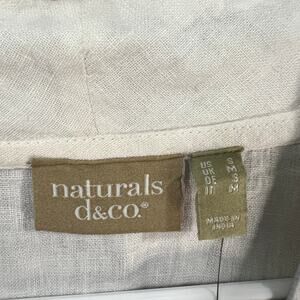 naturals
d&co.®
US S
UK M
DE S
IT M
MADE IN
INDIA